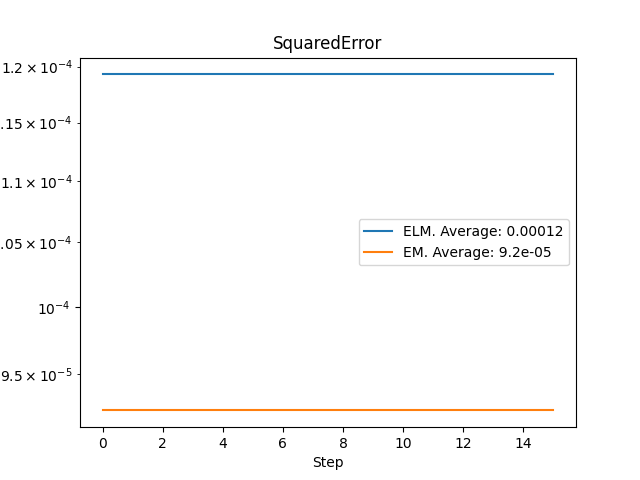 SquaredError
1.2 × 10⁻⁴
.15 × 10⁻⁴
1.1 × 10⁻⁴
.05 × 10⁻⁴
10⁻⁴
9.5 × 10⁻⁵
ELM. Average: 0.00012
EM. Average: 9.2e-05
0 2 4 6 8 10 12 14
Step